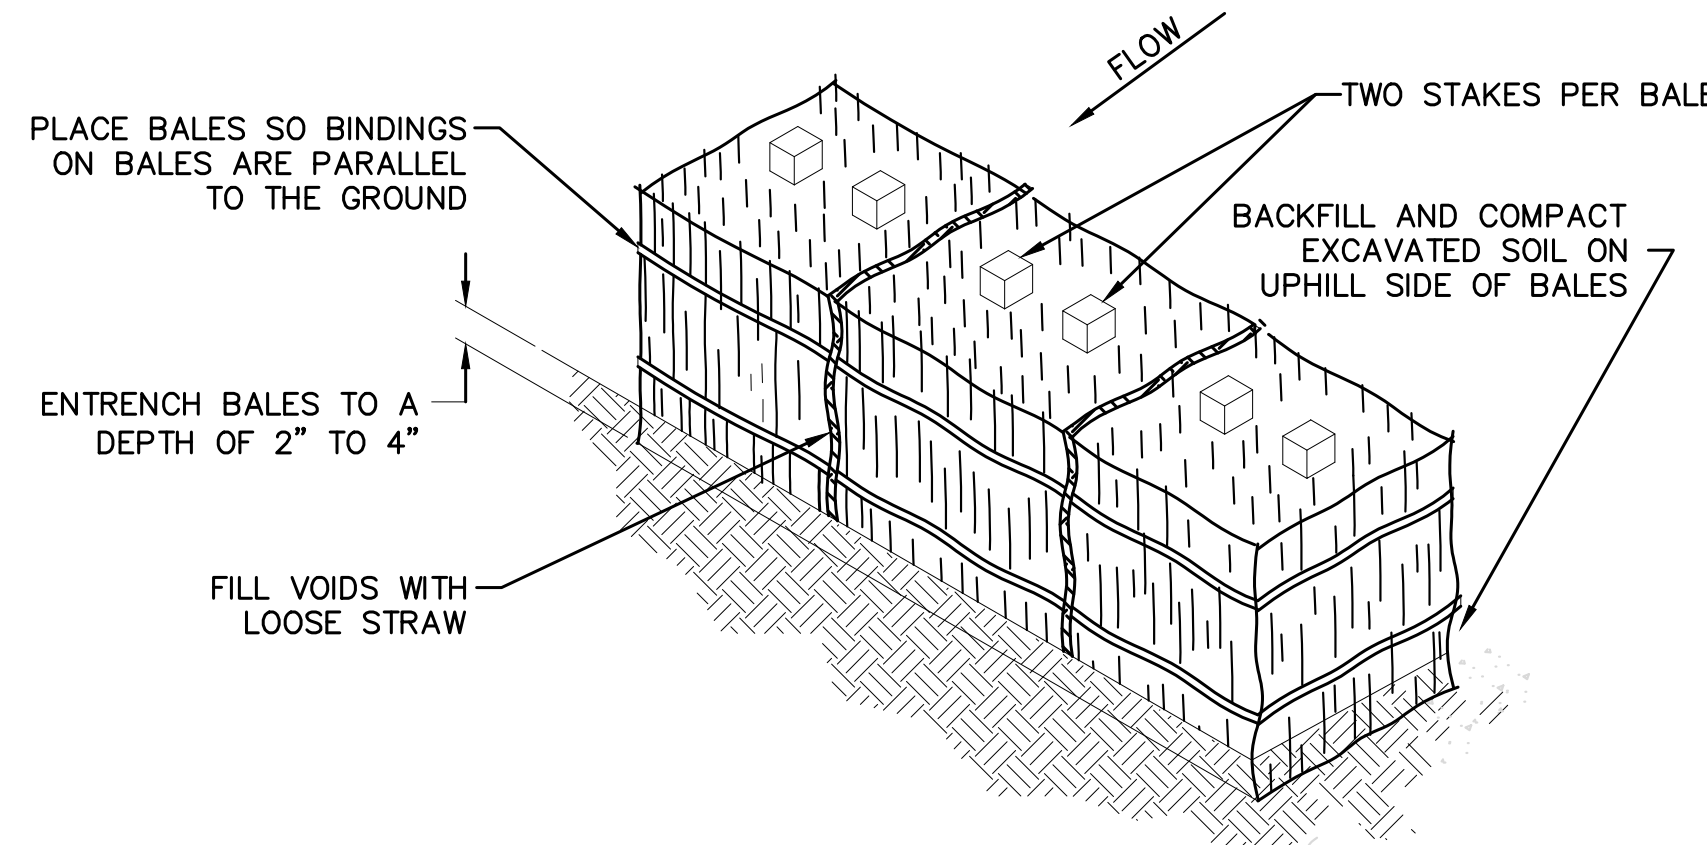 FLOW
TWO STAKES PER BALE
PLACE BALES SO BINDINGS
ON BALES ARE PARALLEL
TO THE GROUND
BACKFILL AND COMPACT
EXCAVATED SOIL ON
UPHILL SIDE OF BALES
ENTRENCH BALES TO A
DEPTH OF 2” TO 4”
FILL VOIDS WITH
LOOSE STRAW